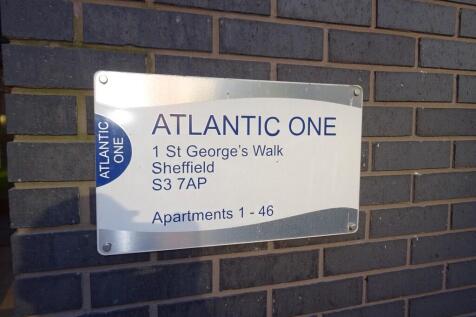 ATLANTIC
ONE
ATLANTIC ONE
1 St George's Walk
Sheffield
S3 7AP
Apartments 1 - 46